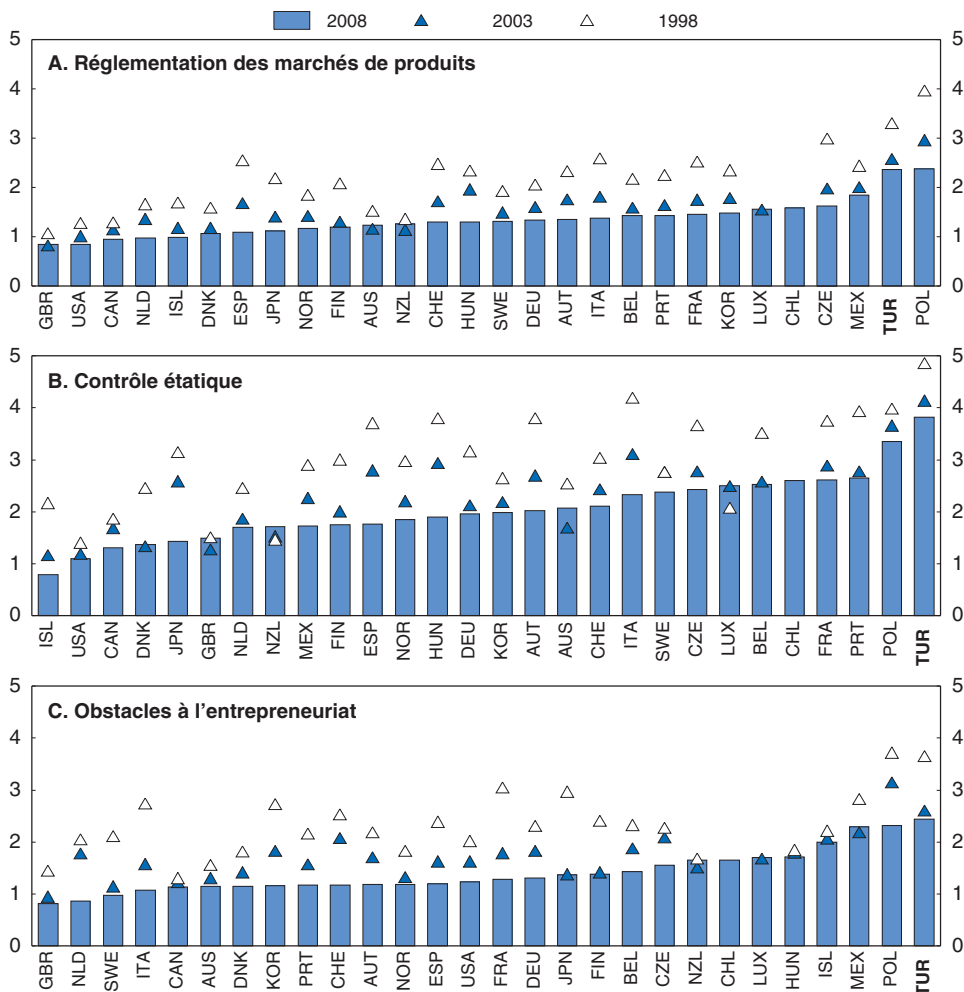 2008 2003 1998
5 5
A. Réglementation des marchés de produits
4 4
3 3
2 2
1 1
0 0
GBR USA CAN NLD ISL DNK ESP JPN NOR FIN AUS NZL CHE HUN SWE DEU AUT ITA BEL PRT FRA KOR LUX CHL CZE MEX TUR POL
5 5
B. Contrôle étatique
4 4
3 3
2 2
1 1
0 0
ISL USA CAN DNK JPN GBR NLD NZL MEX FIN ESP NOR HUN DEU KOR AUT AUS CHE ITA SWE CZE LUX BEL CHL FRA PRT POL TUR
5 5
C. Obstacles à l'entrepreneuriat
4 4
3 3
2 2
1 1
0 0
GBR NLD SWE ITA CAN AUS DNK KOR PRT CHE AUT NOR ESP USA FRA DEU JPN FIN BEL CZE NZL CHL LUX HUN ISL MEX POL TUR